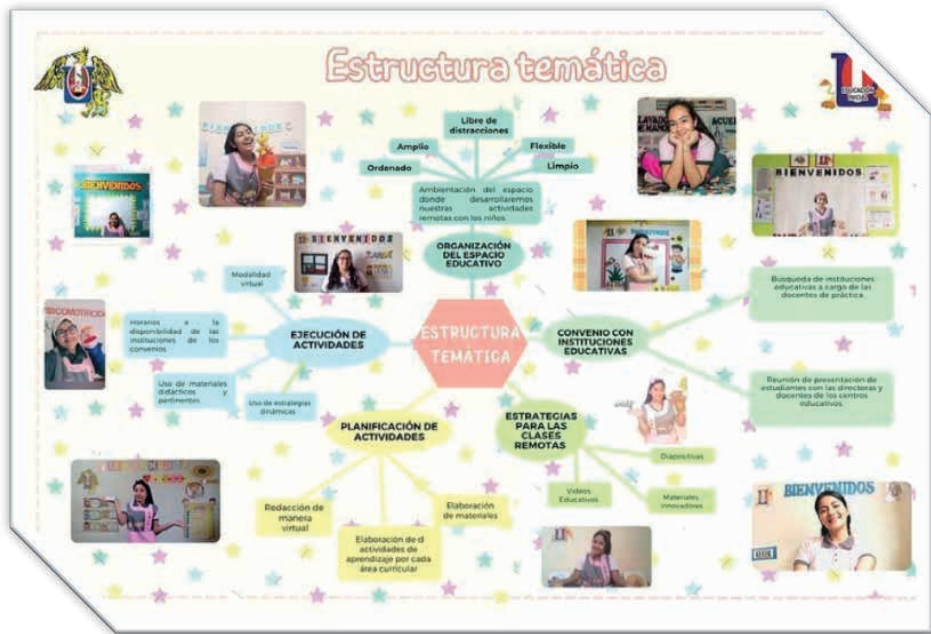 Estructura temática
EDUCACIÓN
INICIAL
Libre de
distracciones
Amplio
Flexible
Ordenado
Limpio
Ambientación del espacio
donde desarrollaremos
nuestras actividades
remotas con los niños.
ORGANIZACIÓN
DEL ESPACIO
EDUCATIVO
BIENVENIDOS
BIENVENIDOS
BIENVENIDOS
Modalidad
virtual
Horarios a la
disponibilidad de las
instituciones de los
convenios
EJECUCIÓN DE
ACTIVIDADES
Uso de materiales
didácticos y
pertinentes.
Uso de estrategias
dinámicas
ESTRUCTURA
TEMÁTICA
CONVENIO CON
INSTITUCIONES
EDUCATIVAS
Búsqueda de instituciones
educativas a cargo de las
docentes de práctica.
Reunión de presentación de
estudiantes con las directoras y
docentes de los centros
educativos.
PLANIFICACIÓN DE
ACTIVIDADES
Redacción de
manera
virtual
Elaboración de d
actividades de
aprendizaje por cada
área curricular
Elaboración
de materiales
ESTRATEGIAS
PARA LAS
CLASES
REMOTAS
Diapositivas
Videos
Educativos
Materiales
innovadores
BIENVENIDOS